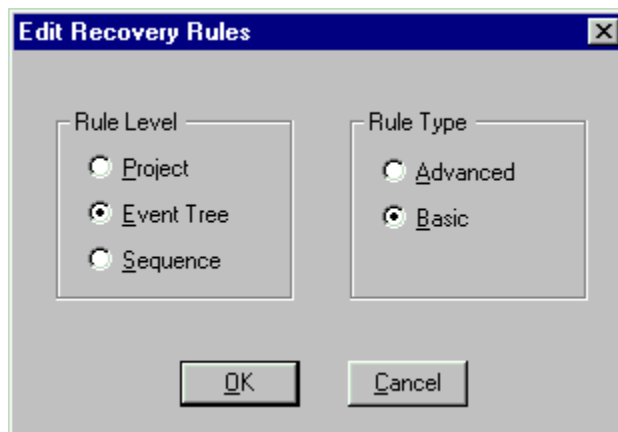 Edit Recovery Rules
Rule Level
Project
Event Tree
Sequence
Rule Type
Advanced
Basic
OK
Cancel